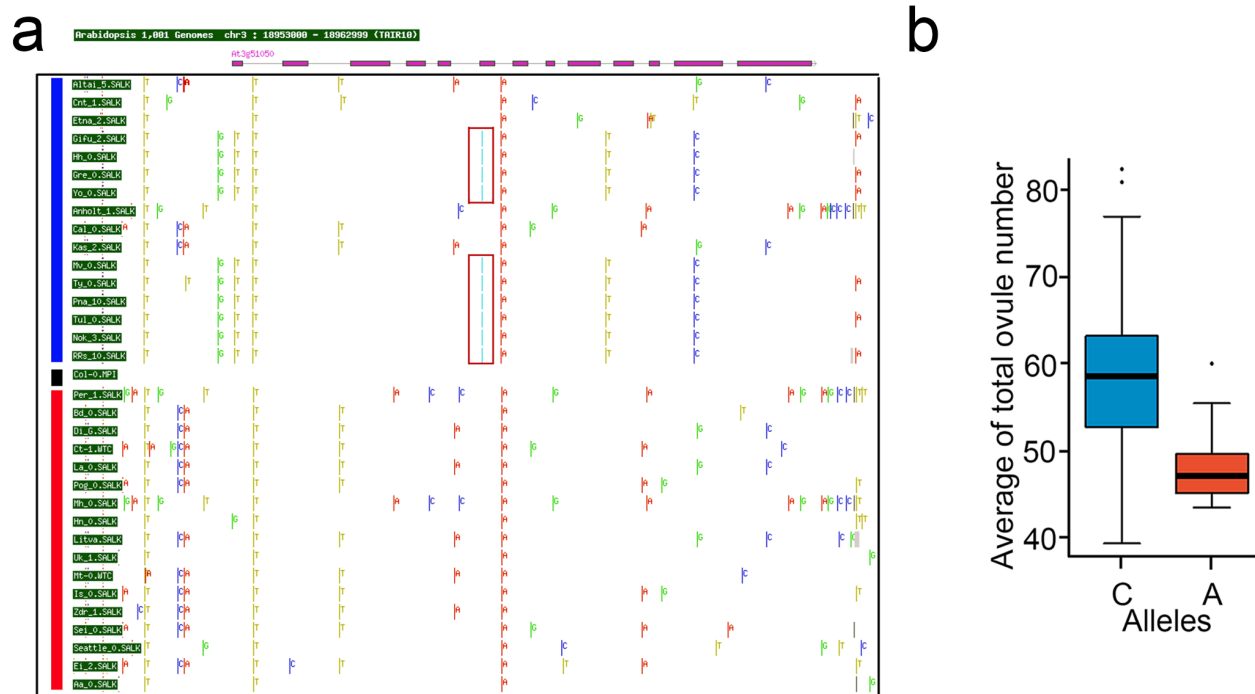 a
Arabidopsis 1,001 Genomes chr3 : 18953000 - 18962999 (TAIR10)
At3g51050
Altai_5.SALK T C A T A A G C
Cnt_1.SALK T G T T A C T G A
Etna_2.SALK T T A G A T T C
Gifu_2.SALK T G T T A T C A
Hh_0.SALK T G T T A T C
Gre_0.SALK T G T T A T C A
Yo_0.SALK T G T T A T C A
Anholt_1.SALK T G T T C A G A A G A G C C C T T
Cal_0.SALK A T C A T T A G A
Kas_2.SALK T C A T T A A G C
Mv_0.SALK T G T T A T C
Ty_0.SALK T T G T T A T C A
Pna_10.SALK T G T T A T C
Tul_0.SALK T G T T A T C A
Nok_3.SALK T G T T A T C
RRs_10.SALK T G T T A T C A
Col-0.MPI
Per_1.SALK G A T G T T A C C A G A A G A G C C T T
Bd_0.SALK T C A T T A T
Di_G.SALK T C A T T A A G C
Ct-1.WTC A T A G C A T T A C
La_0.SALK T C A T T A A G C
Pog_0.SALK A T C A T T A A G T
Mh_0.SALK G A T G T T A C C A G A A G A G C C T
Hn_0.SALK T G T A T T
Litva.SALK T C A T T A A G C C G
Uk_1.SALK T T A G
Mt-0.WTC A C A T T A A C
Is_0.SALK A T C A T T A A G T
Zdr_1.SALK C T C A T T A A
Sei_0.SALK A T C A T T A G A A
Seattle_0.SALK T G T A C T G T C
Ei_2.SALK A T C A T C T A T A T
Aa_0.SALK T A G
b
Average of total ovule number
80
70
60
50
40
C A
Alleles